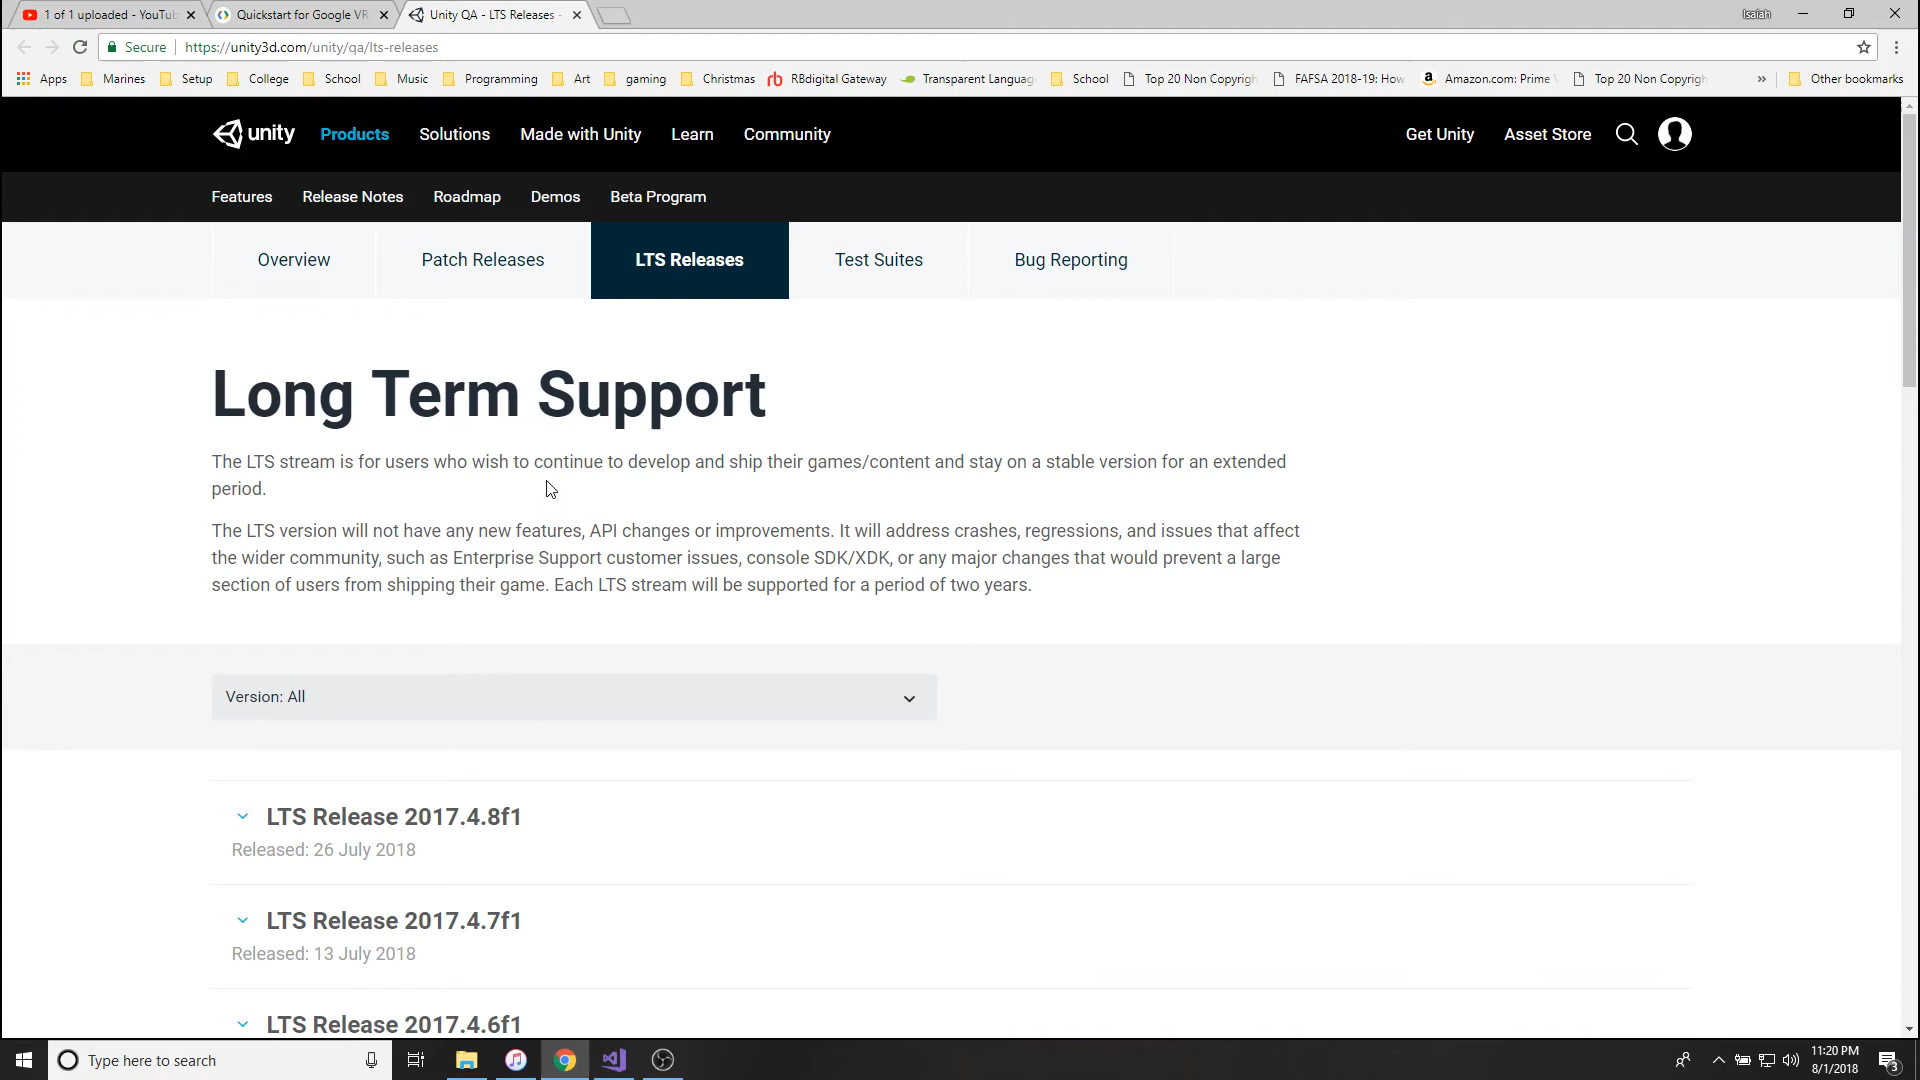 1 of 1 uploaded - YouTub
Quickstart for Google VR
Unity QA - LTS Releases -
Isaiah
Secure
https://unity3d.com/unity/qa/lts-releases
Apps
Marines
Setup
College
School
Music
Programming
Art
gaming
Christmas
RBdigital Gateway
Transparent Languag
School
Top 20 Non Copyrigh
FAFSA 2018-19: How
Amazon.com: Prime
Top 20 Non Copyrigh
»
Other bookmarks
unity
Products
Solutions
Made with Unity
Learn
Community
Get Unity
Asset Store
Features
Release Notes
Roadmap
Demos
Beta Program
Overview
Patch Releases
LTS Releases
Test Suites
Bug Reporting
Long Term Support
The LTS stream is for users who wish to continue to develop and ship their games/content and stay on a stable version for an extended
period.
The LTS version will not have any new features, API changes or improvements. It will address crashes, regressions, and issues that affect
the wider community, such as Enterprise Support customer issues, console SDK/XDK, or any major changes that would prevent a large
section of users from shipping their game. Each LTS stream will be supported for a period of two years.
Version: All
LTS Release 2017.4.8f1
Released: 26 July 2018
LTS Release 2017.4.7f1
Released: 13 July 2018
LTS Release 2017.4.6f1
Type here to search
11:20 PM
8/1/2018
3